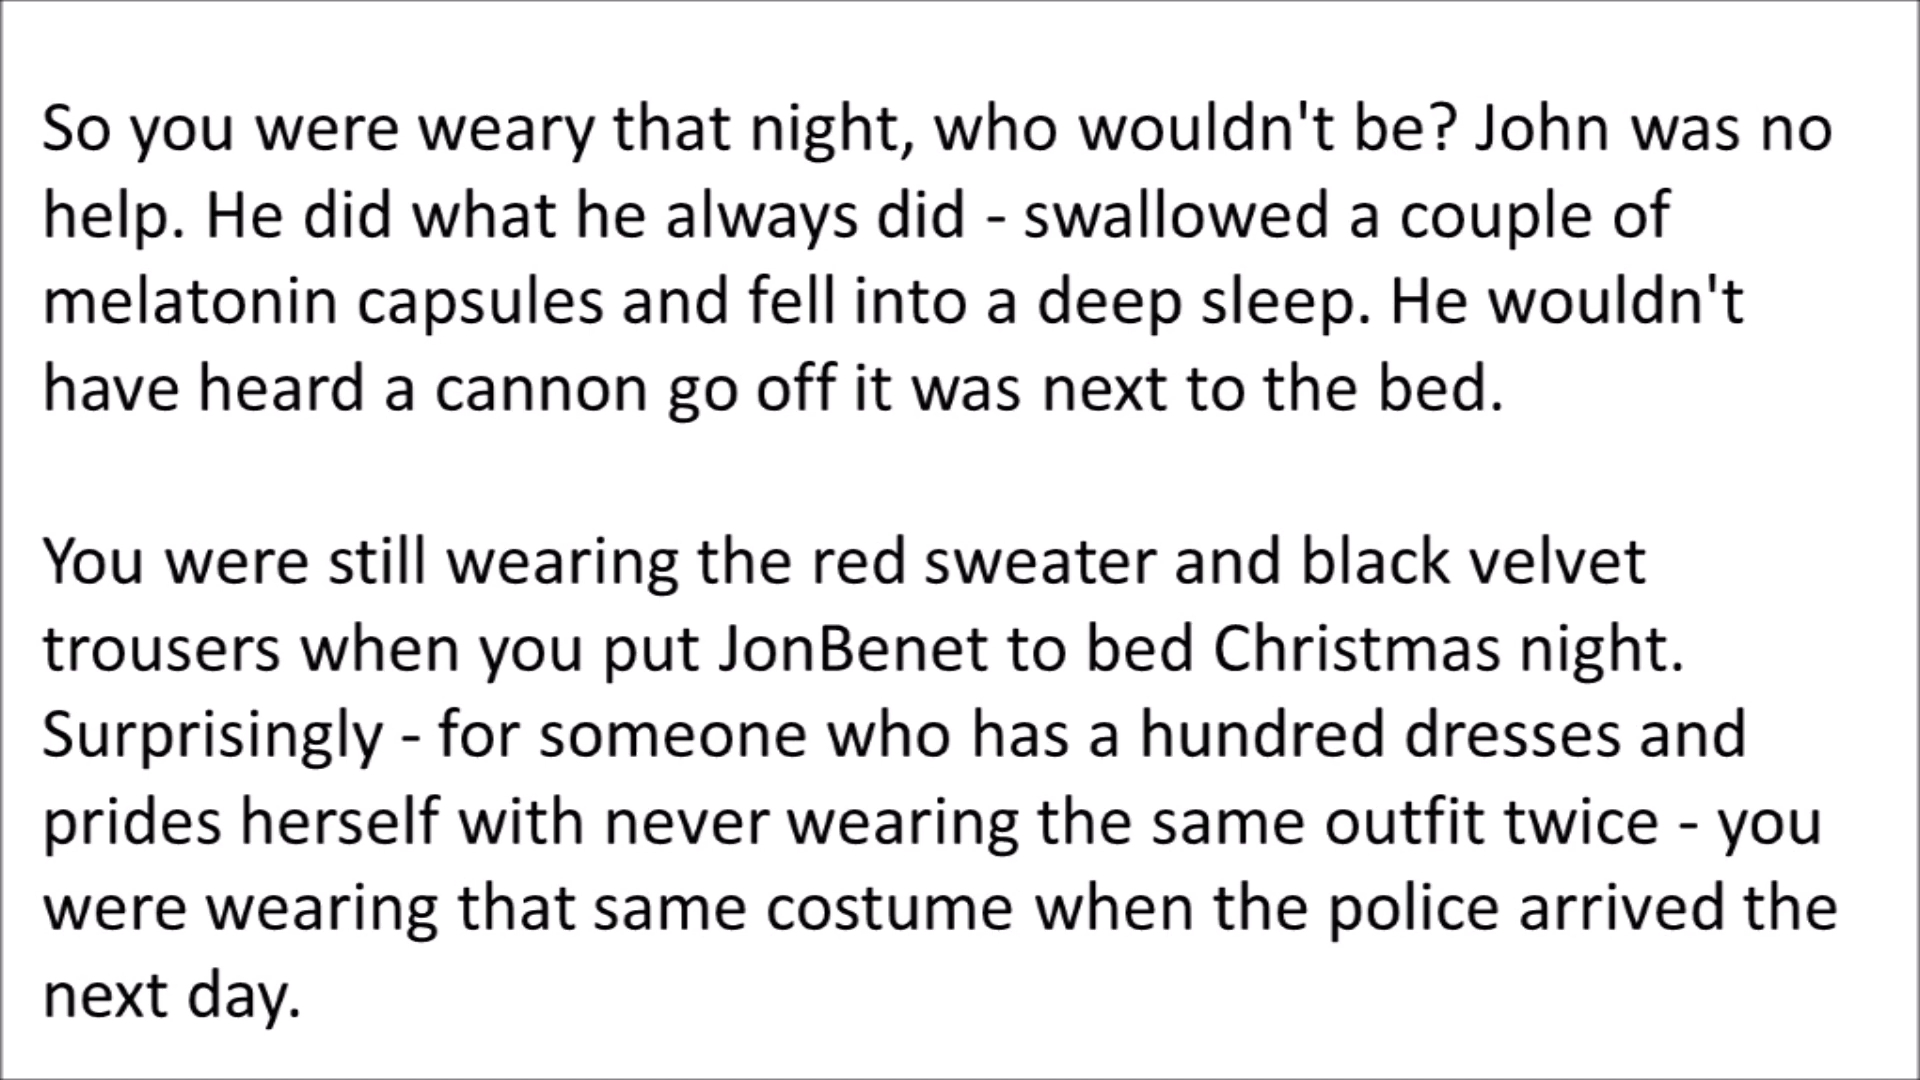 So you were weary that night, who wouldn't be? John was no
help. He did what he always did - swallowed a couple of
melatonin capsules and fell into a deep sleep. He wouldn't
have heard a cannon go off it was next to the bed.
You were still wearing the red sweater and black velvet
trousers when you put JonBenet to bed Christmas night.
Surprisingly - for someone who has a hundred dresses and
prides herself with never wearing the same outfit twice - you
were wearing that same costume when the police arrived the
next day.